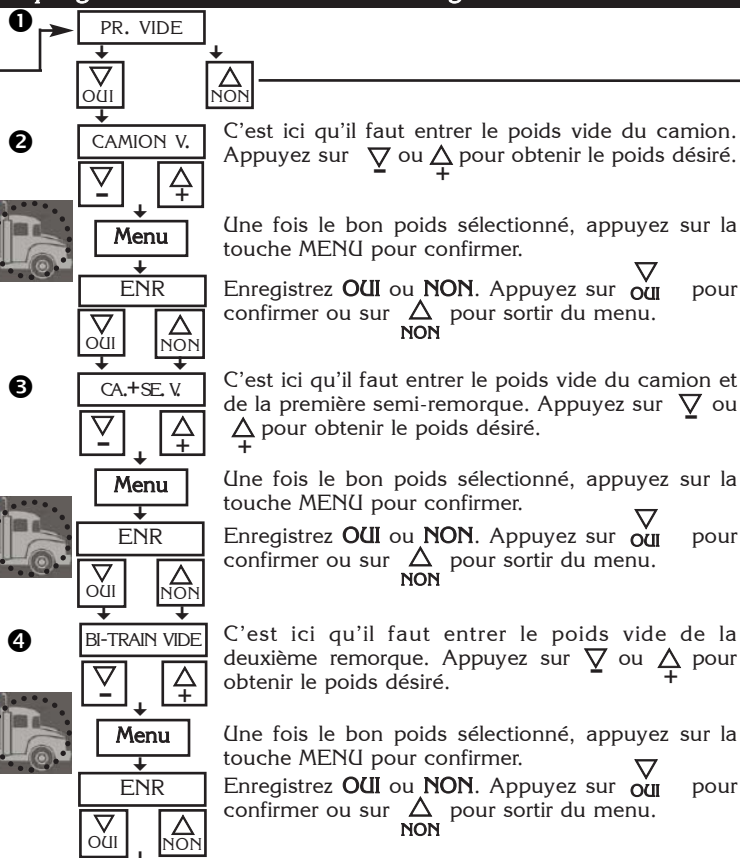 ❶
PR. VIDE
▽ OUI △ NON
❷
CAMION V.
C'est ici qu'il faut entrer le poids vide du camion.
Appuyez sur ▽ - ou △ + pour obtenir le poids désiré.
▽ - △ +
Menu
Une fois le bon poids sélectionné, appuyez sur la
touche MENU pour confirmer.
ENR
Enregistrez OUI ou NON. Appuyez sur ▽ OUI pour
confirmer ou sur △ NON pour sortir du menu.
▽ OUI △ NON
❸
CA.+SE. V.
C'est ici qu'il faut entrer le poids vide du camion et
de la première semi-remorque. Appuyez sur ▽ - ou
△ + pour obtenir le poids désiré.
▽ - △ +
Menu
Une fois le bon poids sélectionné, appuyez sur la
touche MENU pour confirmer.
ENR
Enregistrez OUI ou NON. Appuyez sur ▽ OUI pour
confirmer ou sur △ NON pour sortir du menu.
▽ OUI △ NON
❹
BI-TRAIN VIDE
C'est ici qu'il faut entrer le poids vide de la
deuxième remorque. Appuyez sur ▽ - ou △ + pour
obtenir le poids désiré.
▽ - △ +
Menu
Une fois le bon poids sélectionné, appuyez sur la
touche MENU pour confirmer.
ENR
Enregistrez OUI ou NON. Appuyez sur ▽ OUI pour
confirmer ou sur △ NON pour sortir du menu.
▽ OUI △ NON